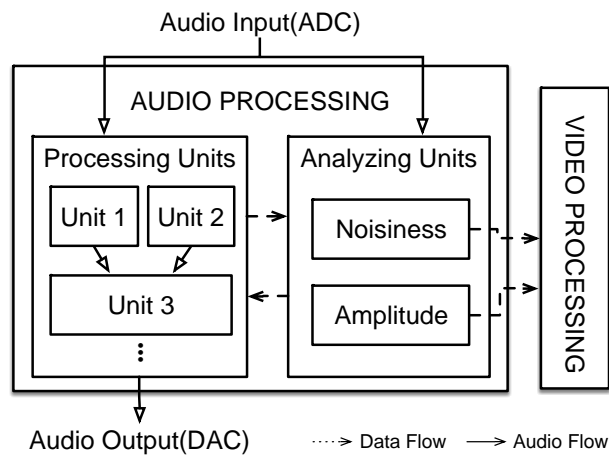 Audio Input(ADC)
AUDIO PROCESSING
Processing Units
Unit 1
Unit 2
Unit 3
Analyzing Units
Noisiness
Amplitude
VIDEO PROCESSING
Audio Output(DAC)
Data Flow
Audio Flow